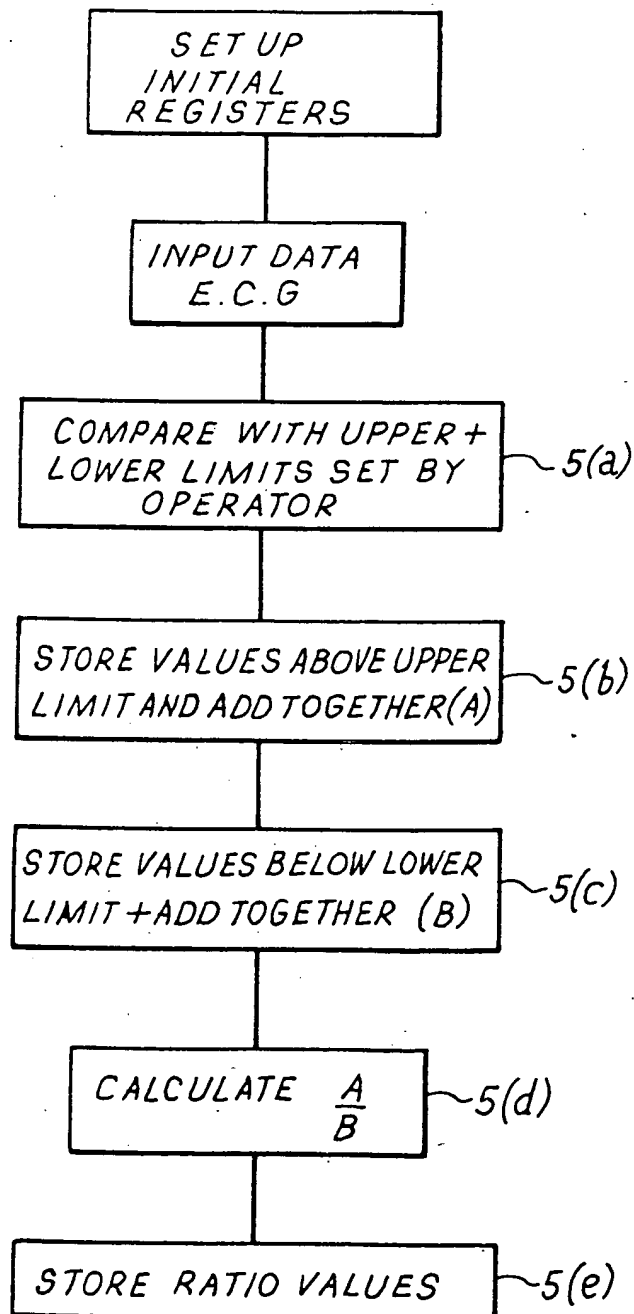 SET UP
INITIAL
REGISTERS
INPUT DATA
E.C.G
COMPARE WITH UPPER +
LOWER LIMITS SET BY
OPERATOR
5(a)
STORE VALUES ABOVE UPPER
LIMIT AND ADD TOGETHER (A)
5(b)
STORE VALUES BELOW LOWER
LIMIT + ADD TOGETHER (B)
5(c)
CALCULATE A/B
5(d)
STORE RATIO VALUES
5(e)